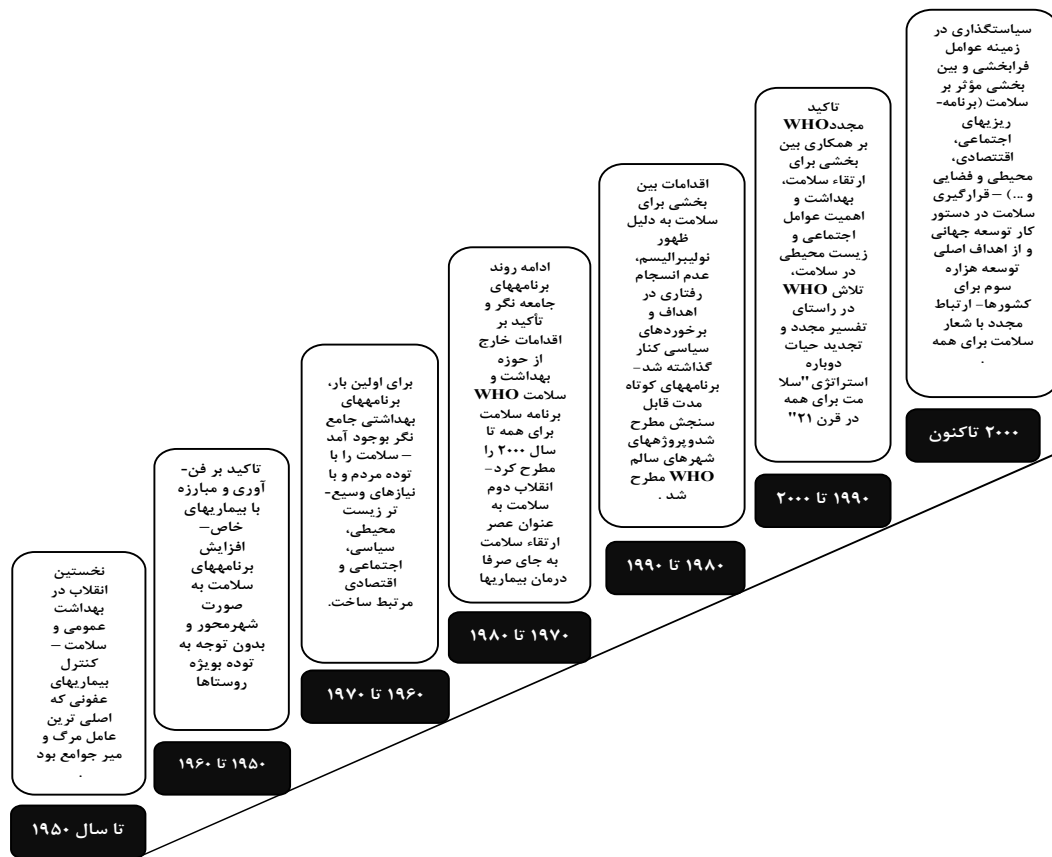 نخستین
انقلاب در
بهداشت
عمومی و
سلامت –
کنترل
بیماریهای
عفونی که
اصلی ترین
عامل مرگ و
میر جوامع بود
.
تا سال ۱۹۵۰
تاکید بر فن-
آوری و مبارزه
با بیماریهای
خاص–
افزایش
برنامههای
سلامت به
صورت
شهرمحور و
بدون توجه به
توده بویژه
روستاها
۱۹۵۰ تا ۱۹۶۰
برای اولین بار،
برنامههای
بهداشتی جامع
نگر بوجود آمد
– سلامت را با
توده مردم و با
نیازهای وسیع-
تر زیست
محیطی،
سیاسی،
اجتماعی و
اقتصادی
مرتبط ساخت.
۱۹۶۰ تا ۱۹۷۰
ادامه روند
برنامههای
جامعه نگر و
تأکید بر
اقدامات خارج
از حوزه
بهداشت و
سلامت WHO
برنامه سلامت
برای همه تا
سال ۲۰۰۰ را
مطرح کرد–
انقلاب دوم
سلامت به
عنوان عصر
ارتقاء سلامت
به جای صرفا
درمان بیماریها
۱۹۷۰ تا ۱۹۸۰
اقدامات بین
بخشی برای
سلامت به دلیل
ظهور
نولیبرالیسم،
عدم انسجام
رفتاری در
اهداف و
برخوردهای
سیاسی کنار
گذاشته شد–
برنامههای کوتاه
مدت قابل
سنجش مطرح
شدوپروژههای
شهرهای سالم
WHO مطرح
شد .
۱۹۸۰ تا ۱۹۹۰
تاکید
مجددWHO
بر همکاری بین
بخشی برای
ارتقاء سلامت،
بهداشت و
اهمیت عوامل
اجتماعی و
زیست محیطی
در سلامت،
تلاش WHO
در راستای
تفسیر مجدد و
تجدید حیات
دوباره
استراتژی "سلا
مت برای همه
در قرن ۲۱"
۱۹۹۰ تا ۲۰۰۰
سیاستگذاری در
زمینه عوامل
فرابخشی و بین
بخشی مؤثر بر
سلامت (برنامه-
ریزیهای
اجتماعی،
اقتتصادی،
محیطی و فضایی
و ...) – قرارگیری
سلامت در دستور
کار توسعه جهانی
و از اهداف اصلی
توسعه هزاره
سوم برای
کشورها- ارتباط
مجدد با شعار
سلامت برای همه
.
۲۰۰۰ تاکنون